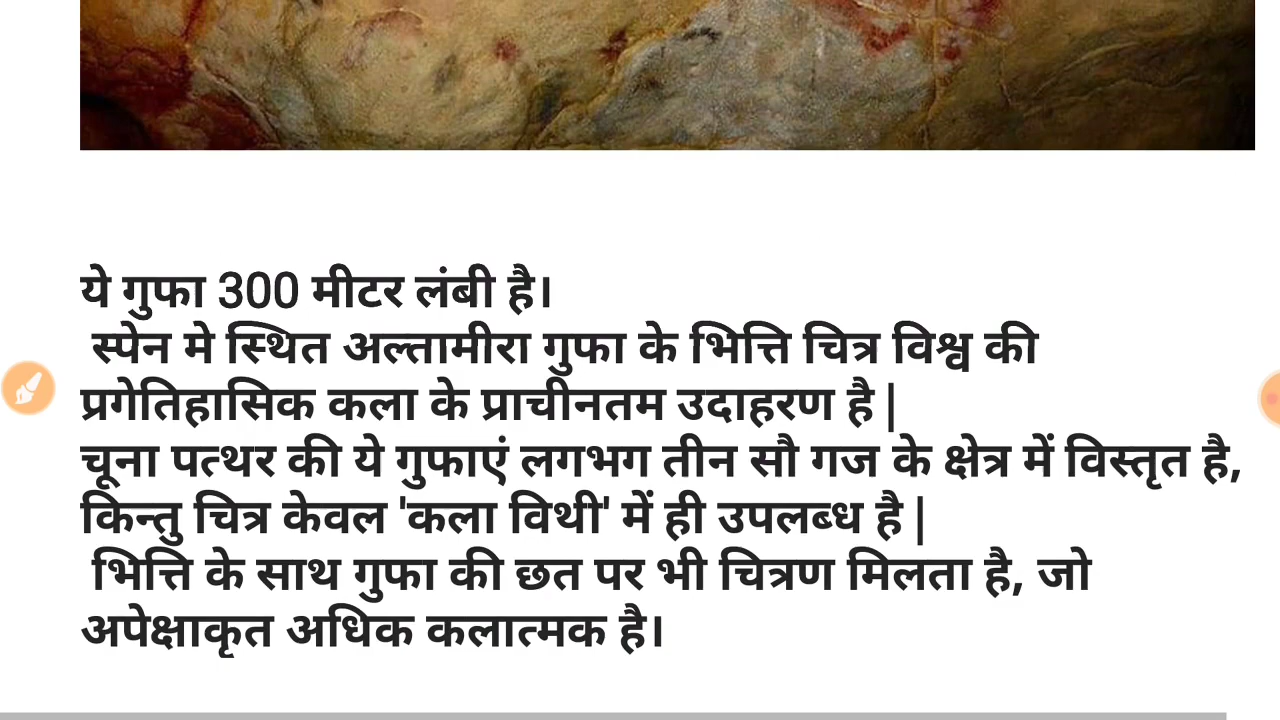 ये गुफा 300 मीटर लंबी है।
स्पेन मे स्थित अल्तामीरा गुफा के भित्ति चित्र विश्व की
प्रगेतिहासिक कला के प्राचीनतम उदाहरण है|
चूना पत्थर की ये गुफाएं लगभग तीन सौ गज के क्षेत्र में विस्तृत है,
किन्तु चित्र केवल 'कला विथी' में ही उपलब्ध है|
भित्ति के साथ गुफा की छत पर भी चित्रण मिलता है, जो
अपेक्षाकृत अधिक कलात्मक है।